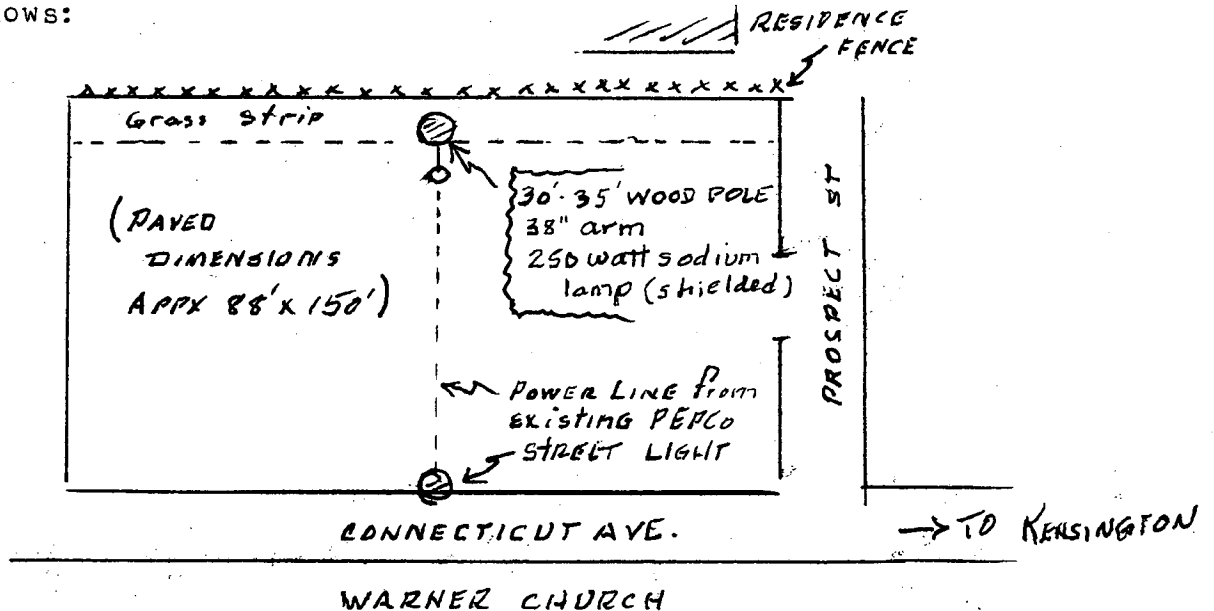 ows:
RESIDENCE
FENCE
Grass strip
30'-35' WOOD POLE
38" arm
250 watt sodium
lamp (shielded)
(PAVED
DIMENSIONS
APPX 88' x 150')
PROSPECT ST
POWER LINE from
EXISTING PEPCO
STREET LIGHT
CONNECTICUT AVE.
→ TO KENSINGTON
WARNER CHURCH